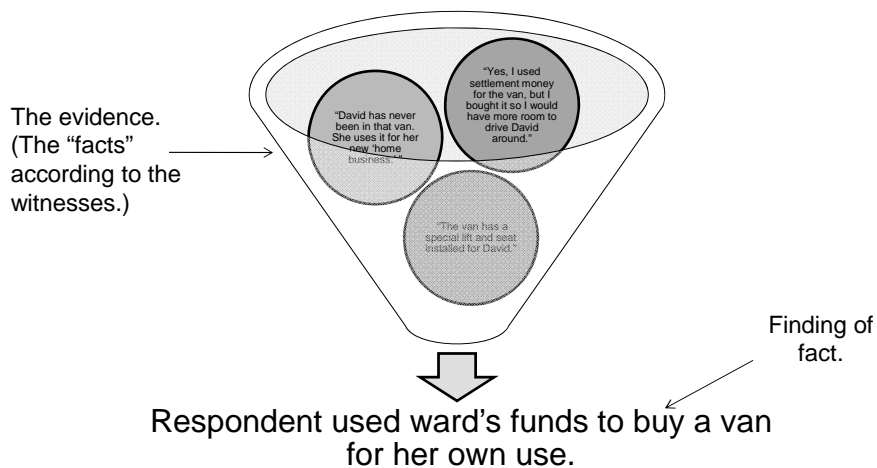 The evidence.
(The “facts”
according to the
witnesses.)
“David has never
been in that van.
She uses it for her
new ‘home
business.’”
“Yes, I used
settlement money
for the van, but I
bought it so I would
have more room to
drive David
around.”
“The van has a
special lift and seat
installed for David.”
Finding of
fact.
Respondent used ward’s funds to buy a van
for her own use.